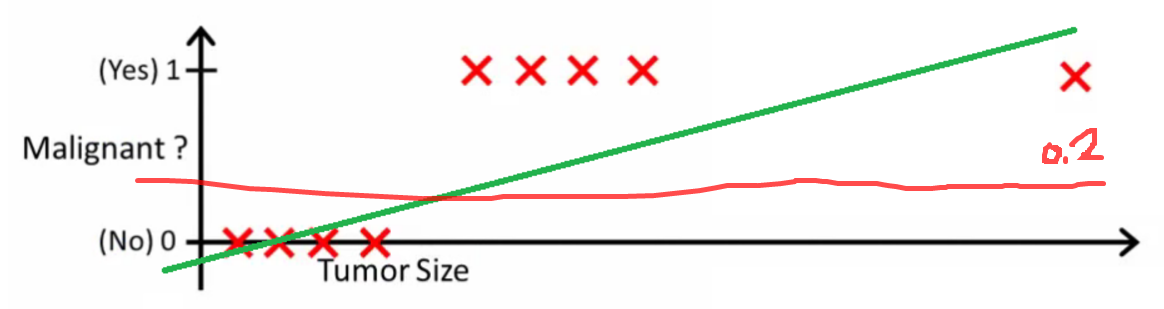 (Yes) 1
Malignant ?
0.2
(No) 0
Tumor Size